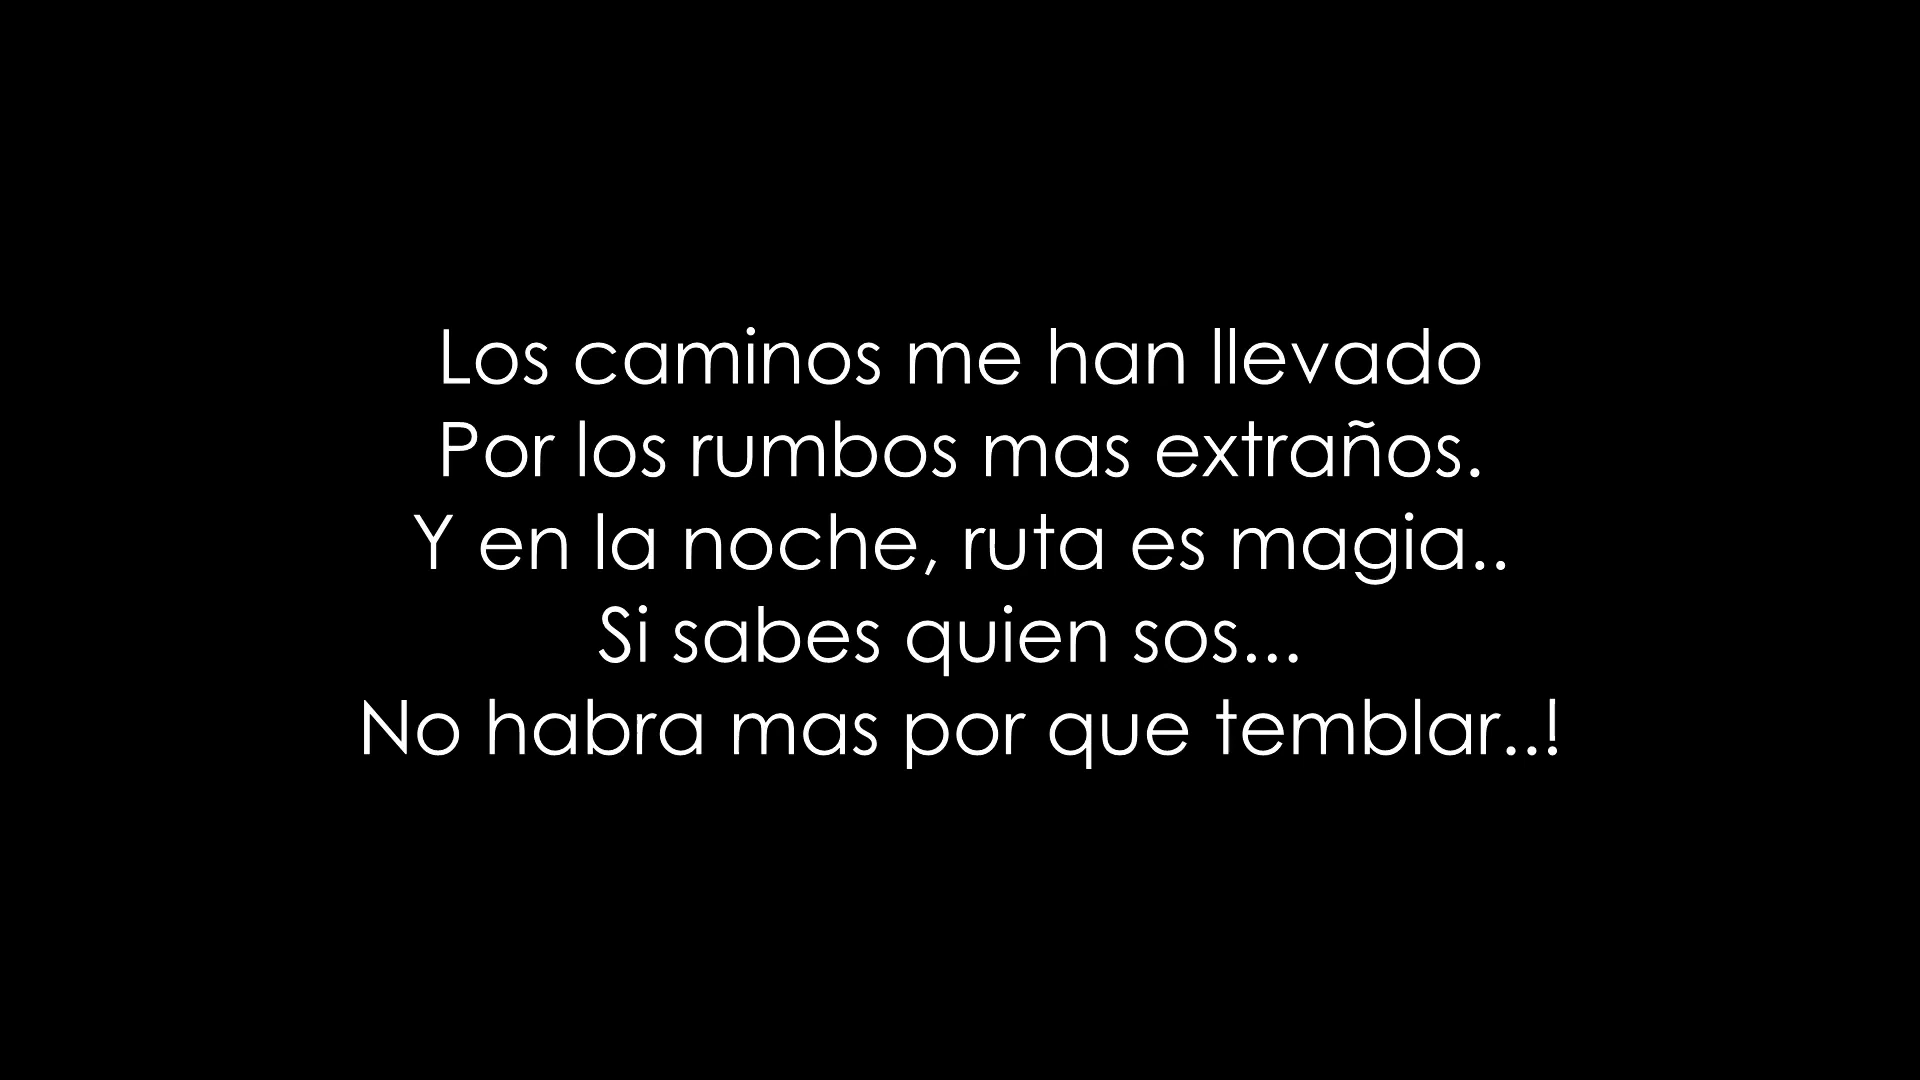 Los caminos me han llevado
Por los rumbos mas extraños.
Y en la noche, ruta es magia..
Si sabes quien sos...
No habra mas por que temblar..!